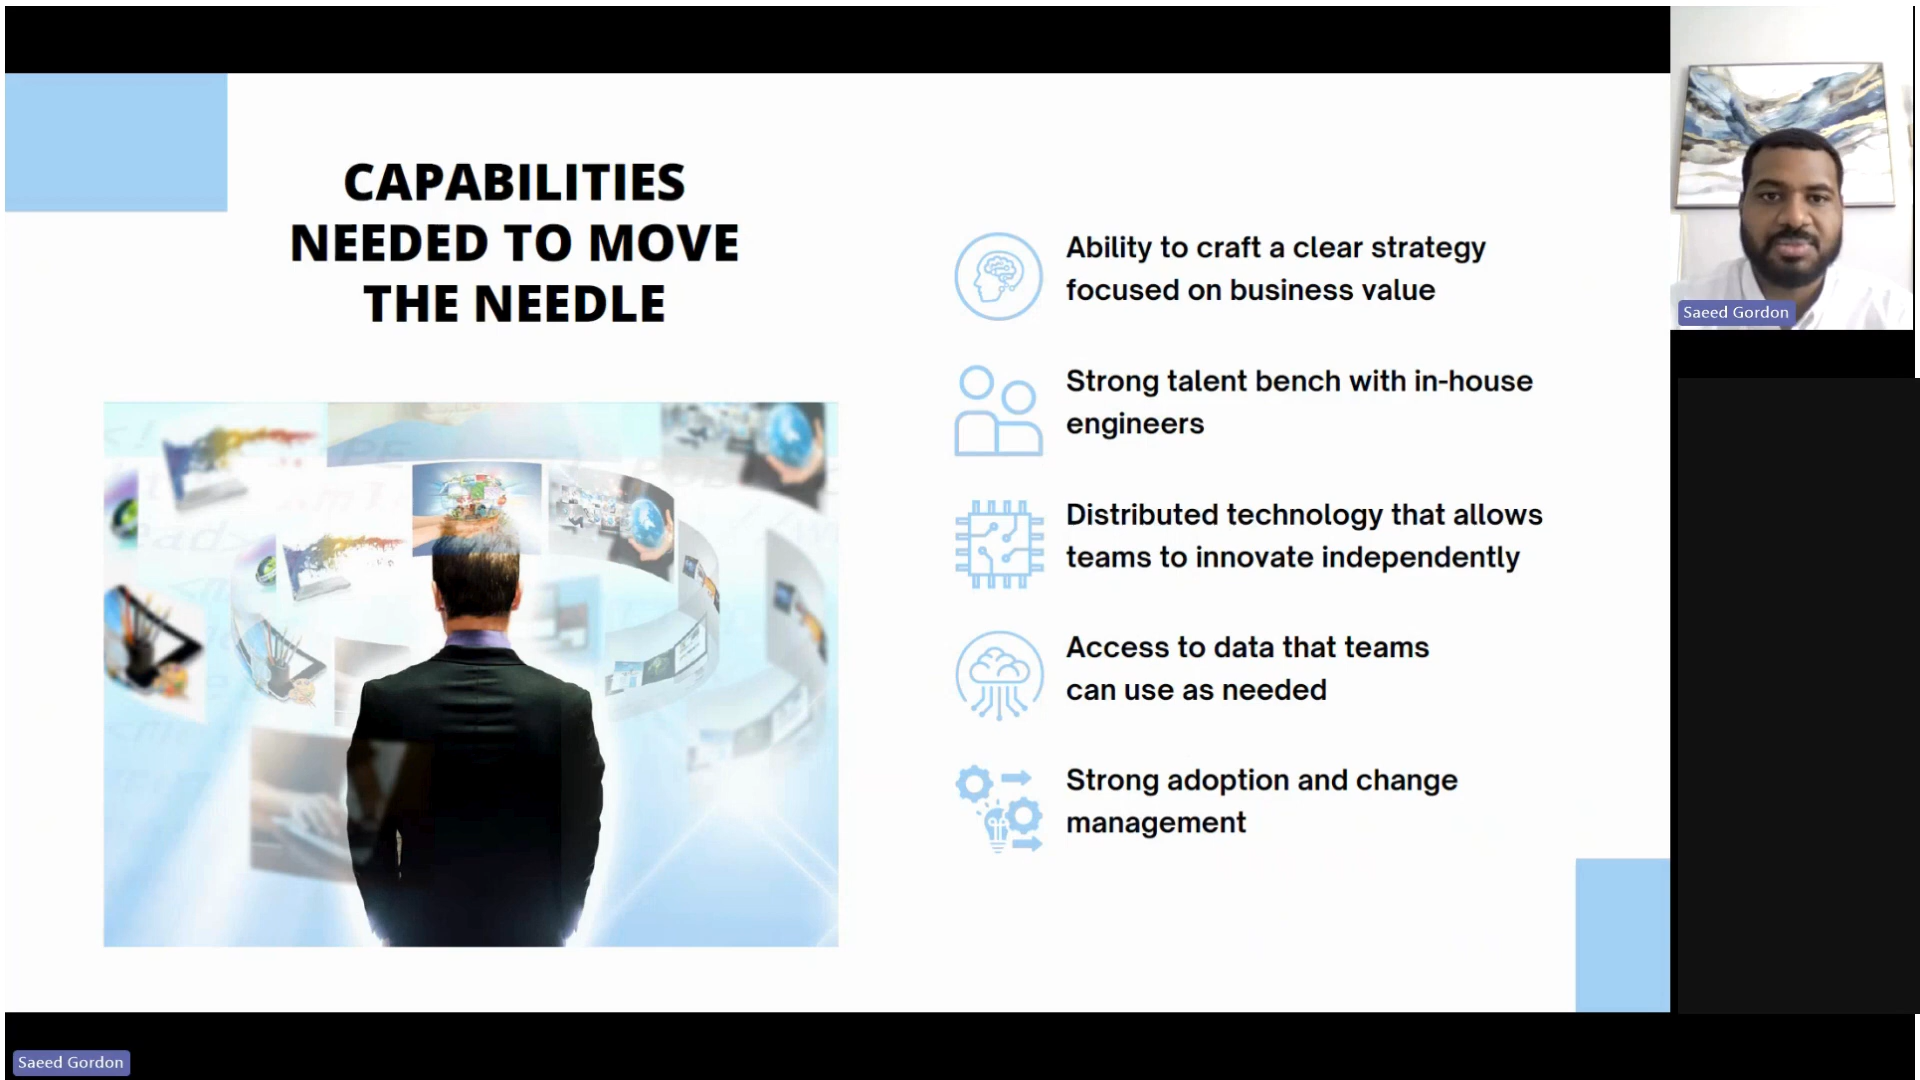 CAPABILITIES
NEEDED TO MOVE
THE NEEDLE
Ability to craft a clear strategy
focused on business value
Strong talent bench with in-house
engineers
Distributed technology that allows
teams to innovate independently
Access to data that teams
can use as needed
Strong adoption and change
management
Saeed Gordon
Saeed Gordon